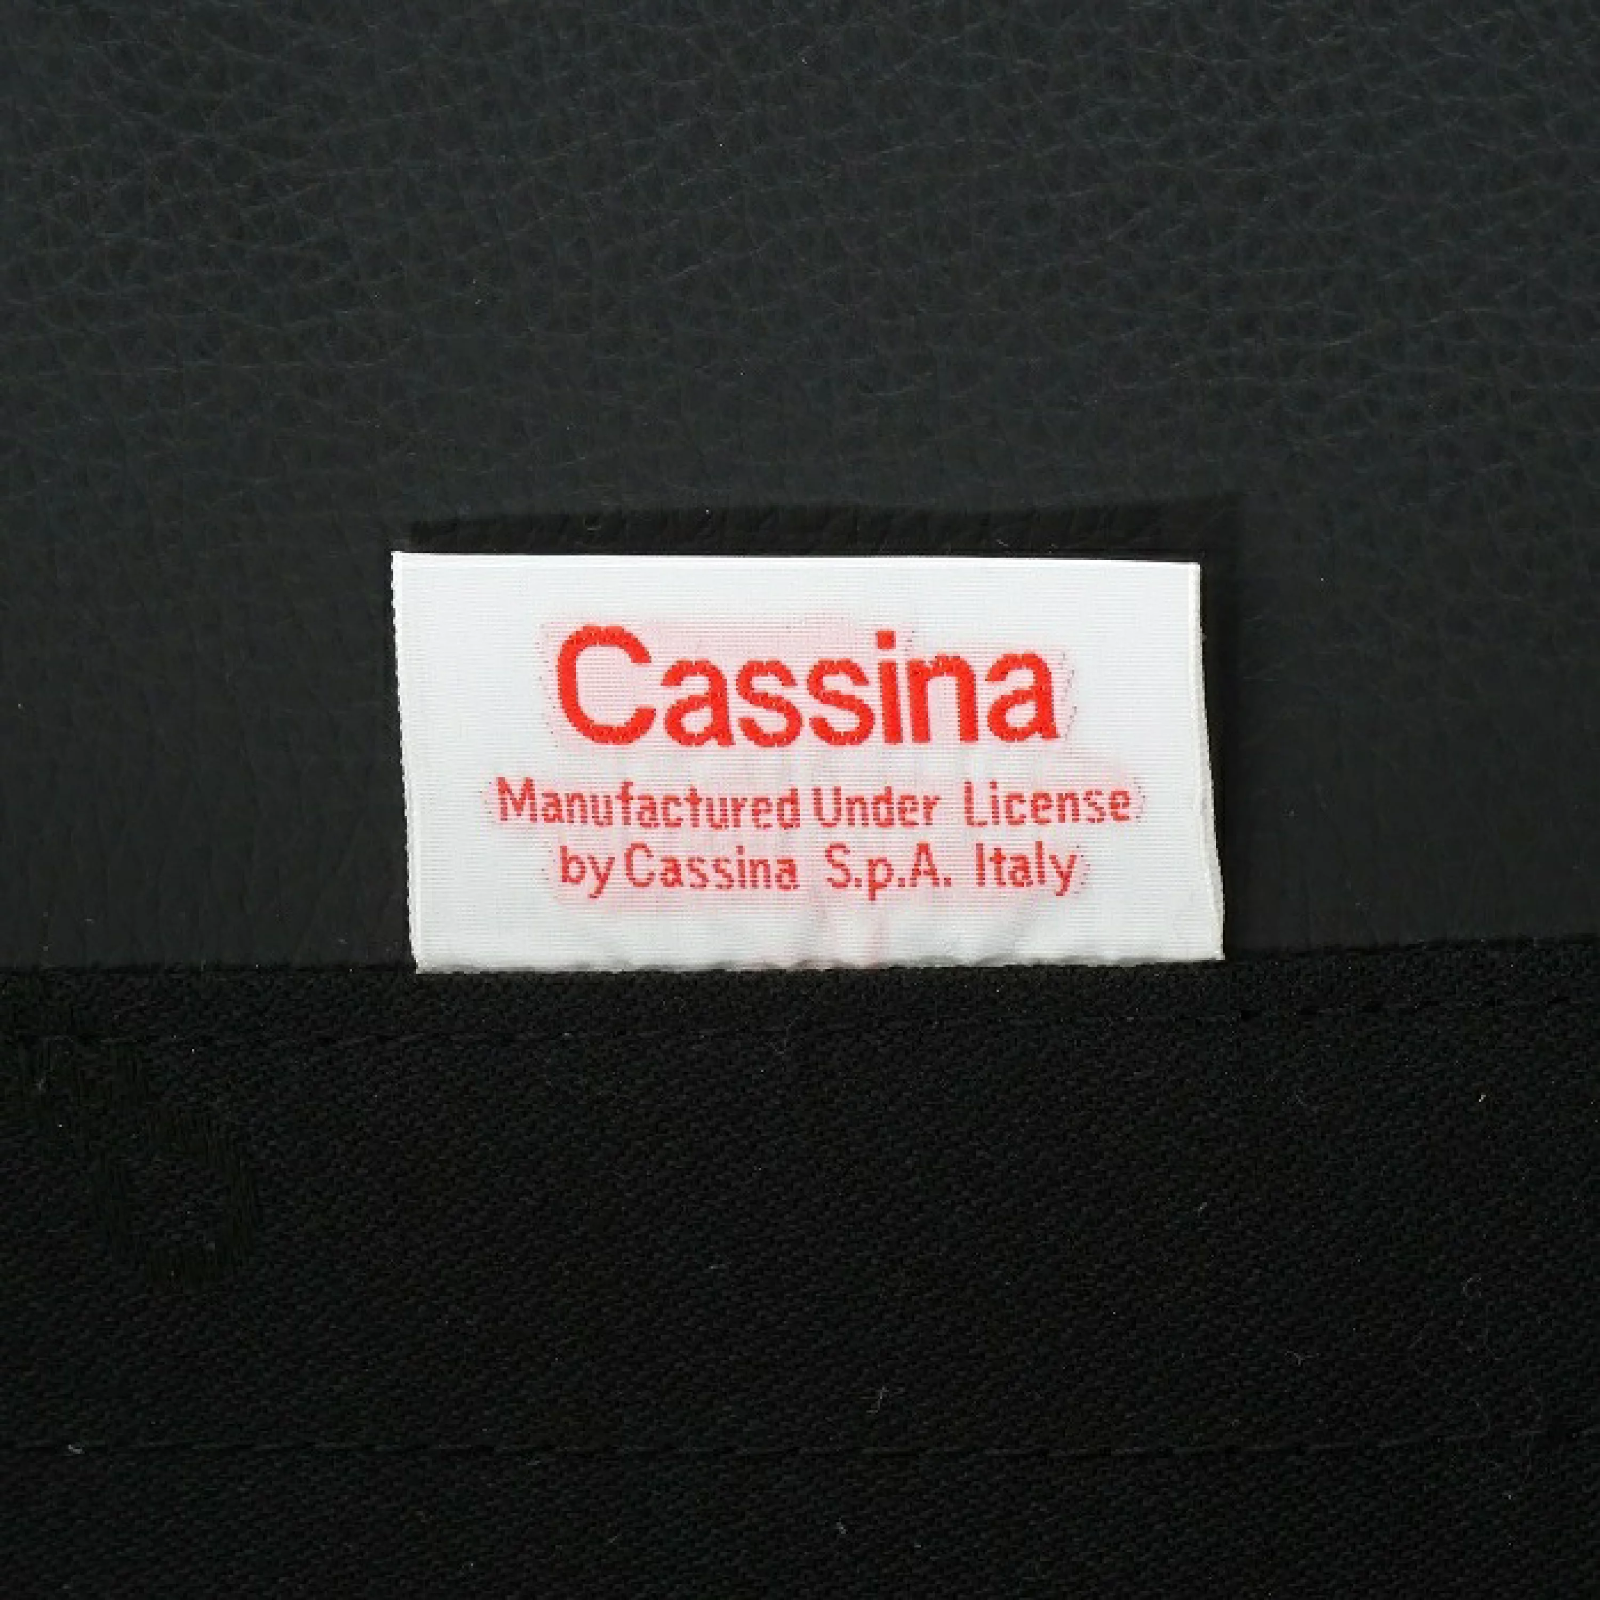 Cassina
Manufactured Under License
by Cassina S.p.A. Italy